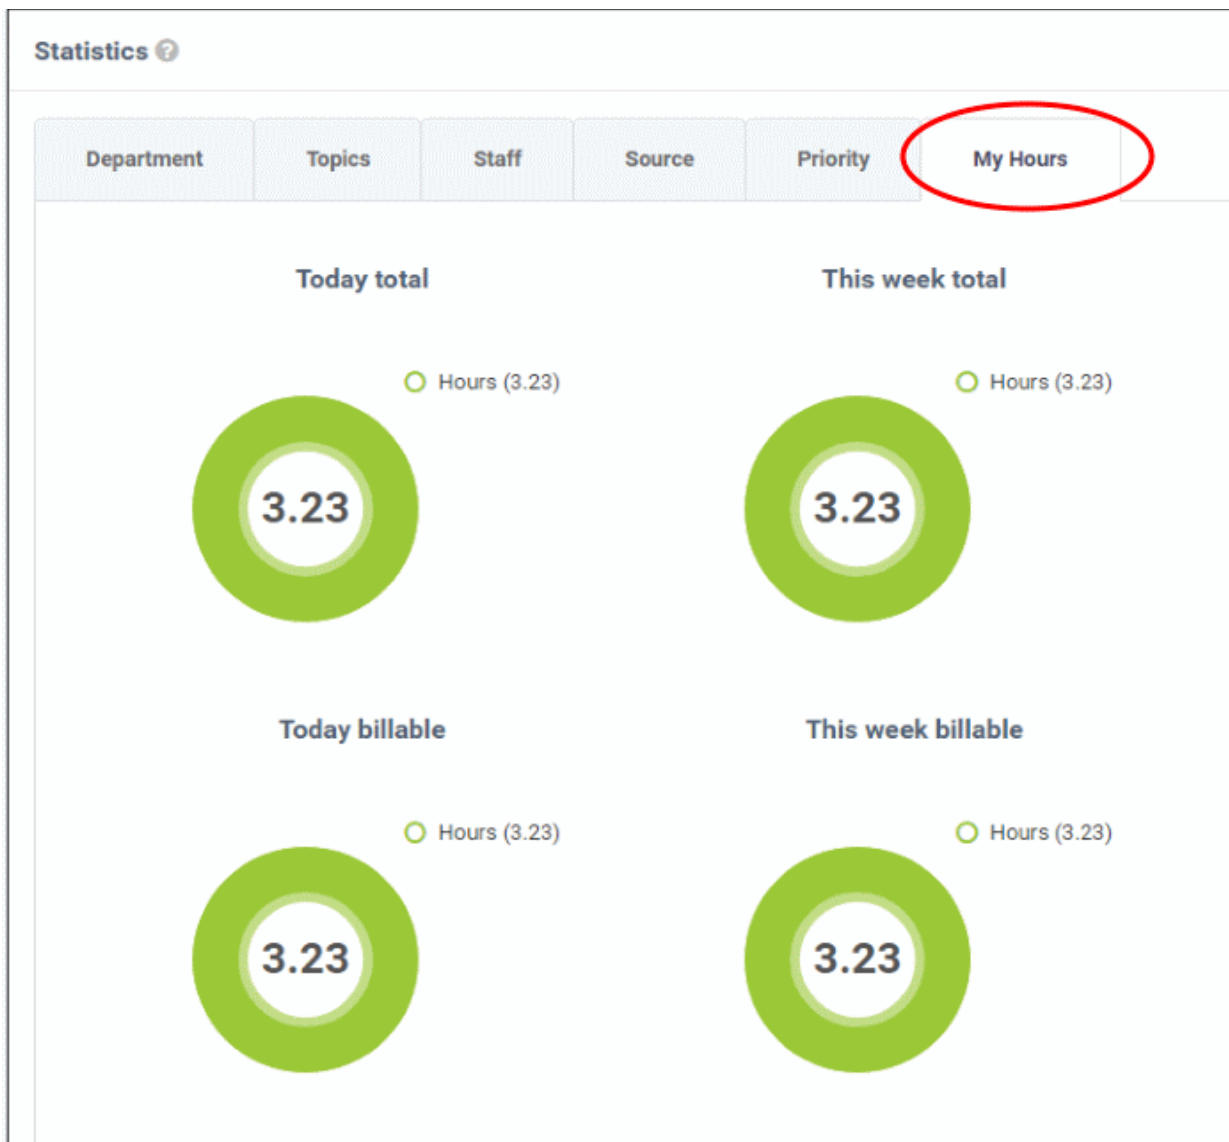 Statistics ?
Department Topics Staff Source Priority My Hours
Today total This week total
Hours (3.23) Hours (3.23)
3.23 3.23
Today billable This week billable
Hours (3.23) Hours (3.23)
3.23 3.23